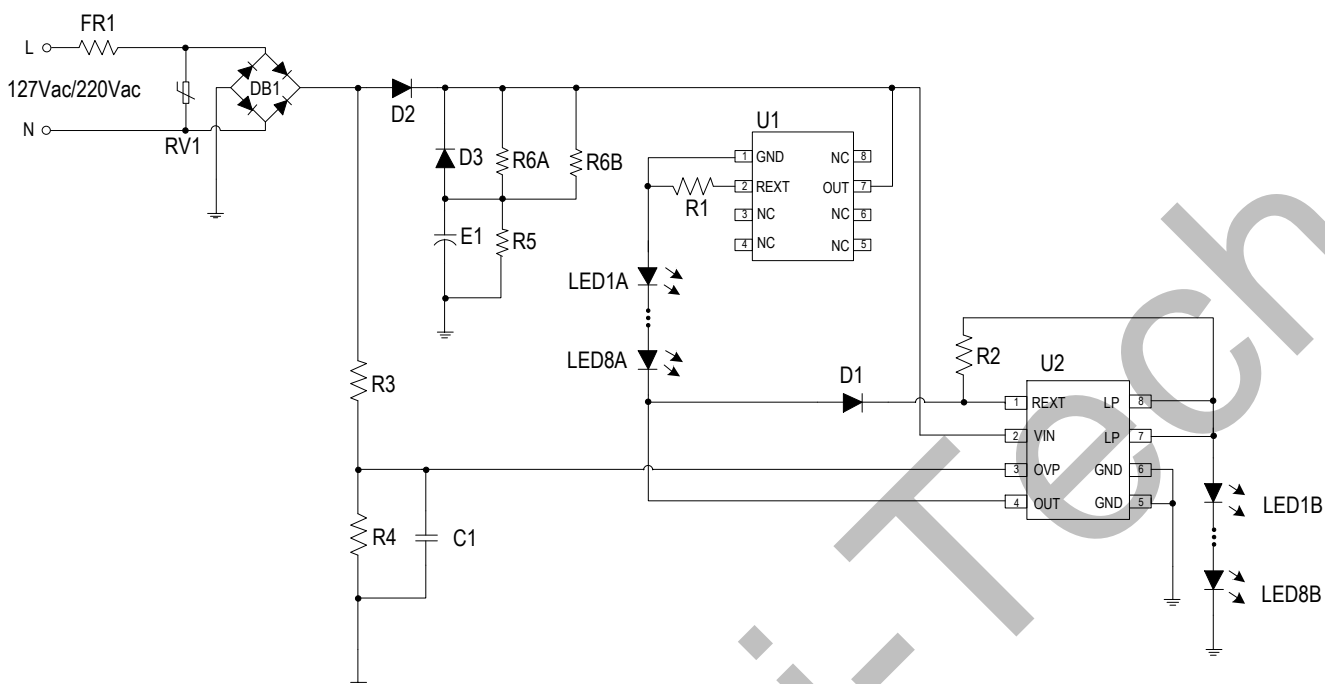 FR1
L
127Vac/220Vac
DB1
N
RV1
D2
D3
R6A
R6B
E1
R5
U1
1 GND NC 8
2 REXT OUT 7
3 NC NC 6
4 NC NC 5
R1
LED1A
LED8A
R3
D1
R2
U2
1 REXT LP 8
2 VIN LP 7
3 OVP GND 6
4 OUT GND 5
R4
C1
LED1B
LED8B
i-Tech